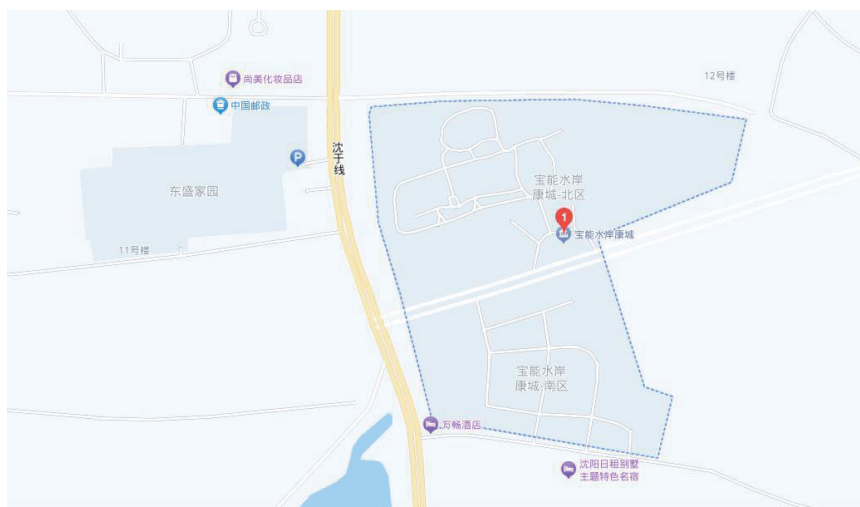 12号楼
尚美化妆品店
中国邮政
P
沈于线
东盛家园
宝能水岸
康城-北区
1
宝能水岸康城
11号楼
宝能水岸
康城-南区
万畅酒店
沈阳日租别墅
主题特色名宿